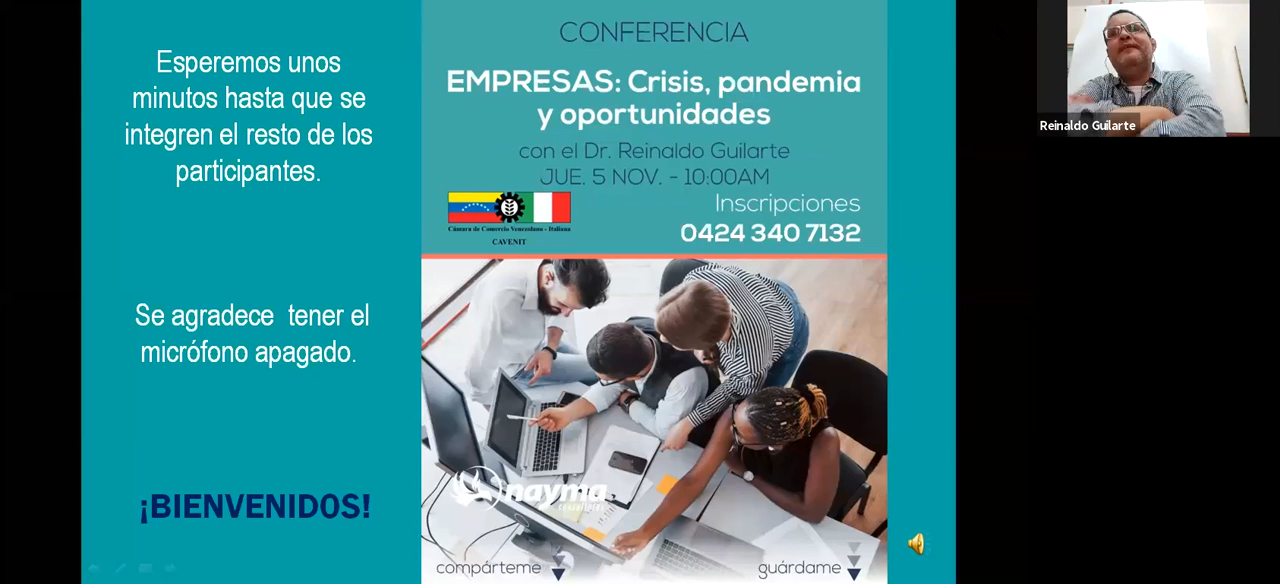 Esperemos unos
minutos hasta que se
integren el resto de los
participantes.
Se agradece  tener el
micrófono apagado.
¡BIENVENIDOS!
CONFERENCIA
EMPRESAS: Crisis, pandemia
y oportunidades
con el Dr. Reinaldo Guilarte
JUE. 5 NOV. - 10:00AM
Inscripciones
0424 340 7132
Cámara de Comercio Venezolano - Italiana
CAVENIT
nayma
compárteme
guárdame
Reinaldo Guilarte